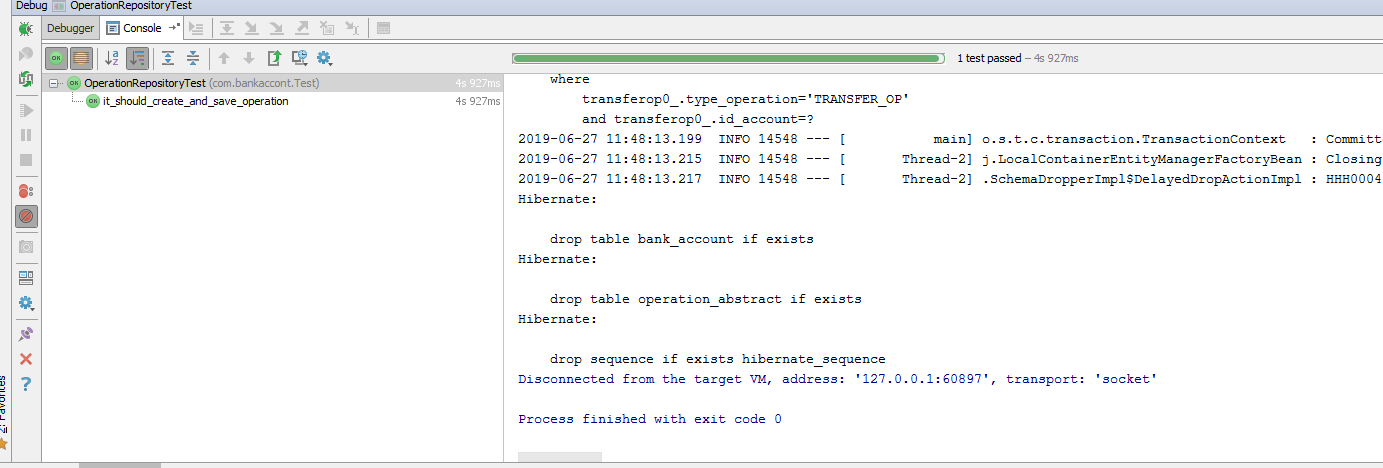 Debug OperationRepositoryTest
Debugger Console
1 test passed – 4s 927ms
OperationRepositoryTest (com.bankaccont.Test) 4s 927ms
it_should_create_and_save_operation 4s 927ms
where
transferop0_.type_operation='TRANSFER_OP'
and transferop0_.id_account=?
2019-06-27 11:48:13.199 INFO 14548 --- [ main] o.s.t.c.transaction.TransactionContext : Committ
2019-06-27 11:48:13.215 INFO 14548 --- [ Thread-2] j.LocalContainerEntityManagerFactoryBean : Closing
2019-06-27 11:48:13.217 INFO 14548 --- [ Thread-2] .SchemaDropperImpl$DelayedDropActionImpl : HHH0004
Hibernate:
drop table bank_account if exists
Hibernate:
drop table operation_abstract if exists
Hibernate:
drop sequence if exists hibernate_sequence
Disconnected from the target VM, address: '127.0.0.1:60897', transport: 'socket'
Process finished with exit code 0
2: Favorites